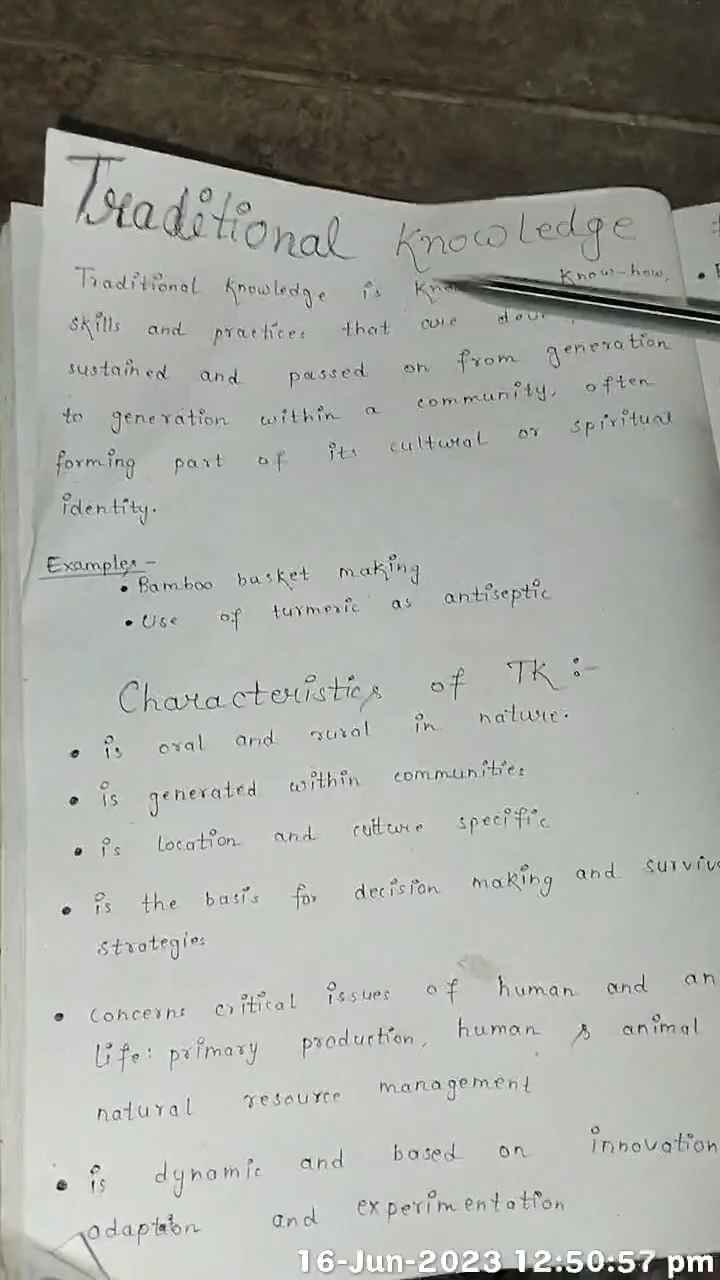 Traditional Knowledge
Traditional Knowledge is Know-how,
skills and practices that are
sustained and passed on from generation
to generation within a community, often
forming part of its cultural or spiritual
identity.
Examples -
• Bamboo basket making
• Use of turmeric as antiseptic
Characteristics of TK :-
• is oral and rural in nature.
• is generated within communities
• is location and culture specific
• is the basis for decision making and
strategies
• concerns critical issues of human and
life: primary production, human & animal
natural resource management
• is dynamic and based on innovation
adaption and experimentation
16-Jun-2023 12:50:57 pm